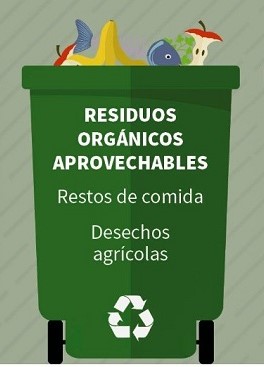 RESIDUOS
ORGÁNICOS
APROVECHABLES
Restos de comida
Desechos
agrícolas